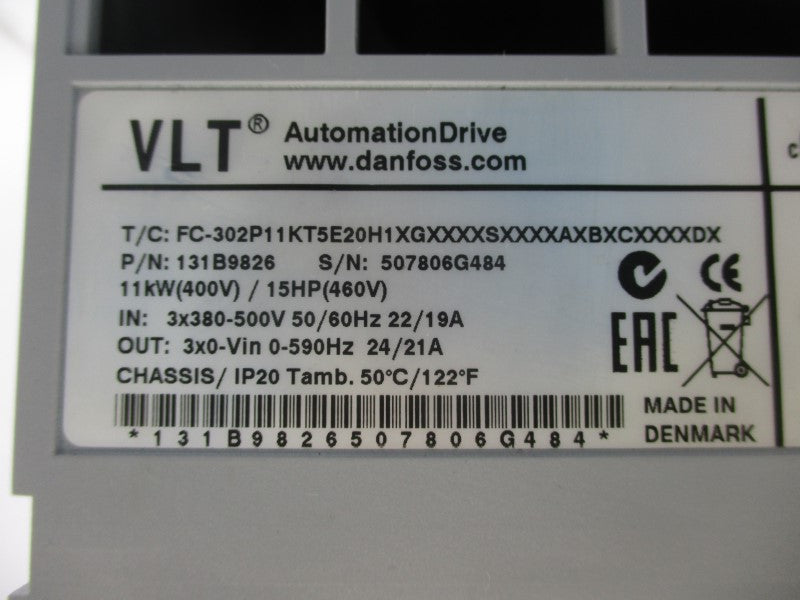 VLT® AutomationDrive
www.danfoss.com
T/C: FC-302P11KT5E20H1XGXXXXSXXXXAXBXCXXXXDX
P/N: 131B9826 S/N: 507806G484
11kW(400V) / 15HP(460V)
IN: 3x380-500V 50/60Hz 22/19A
OUT: 3x0-Vin 0-590Hz 24/21A
CHASSIS/ IP20 Tamb. 50°C/122°F
*131B9826507806G484*
CE
EAC
MADE IN
DENMARK
c